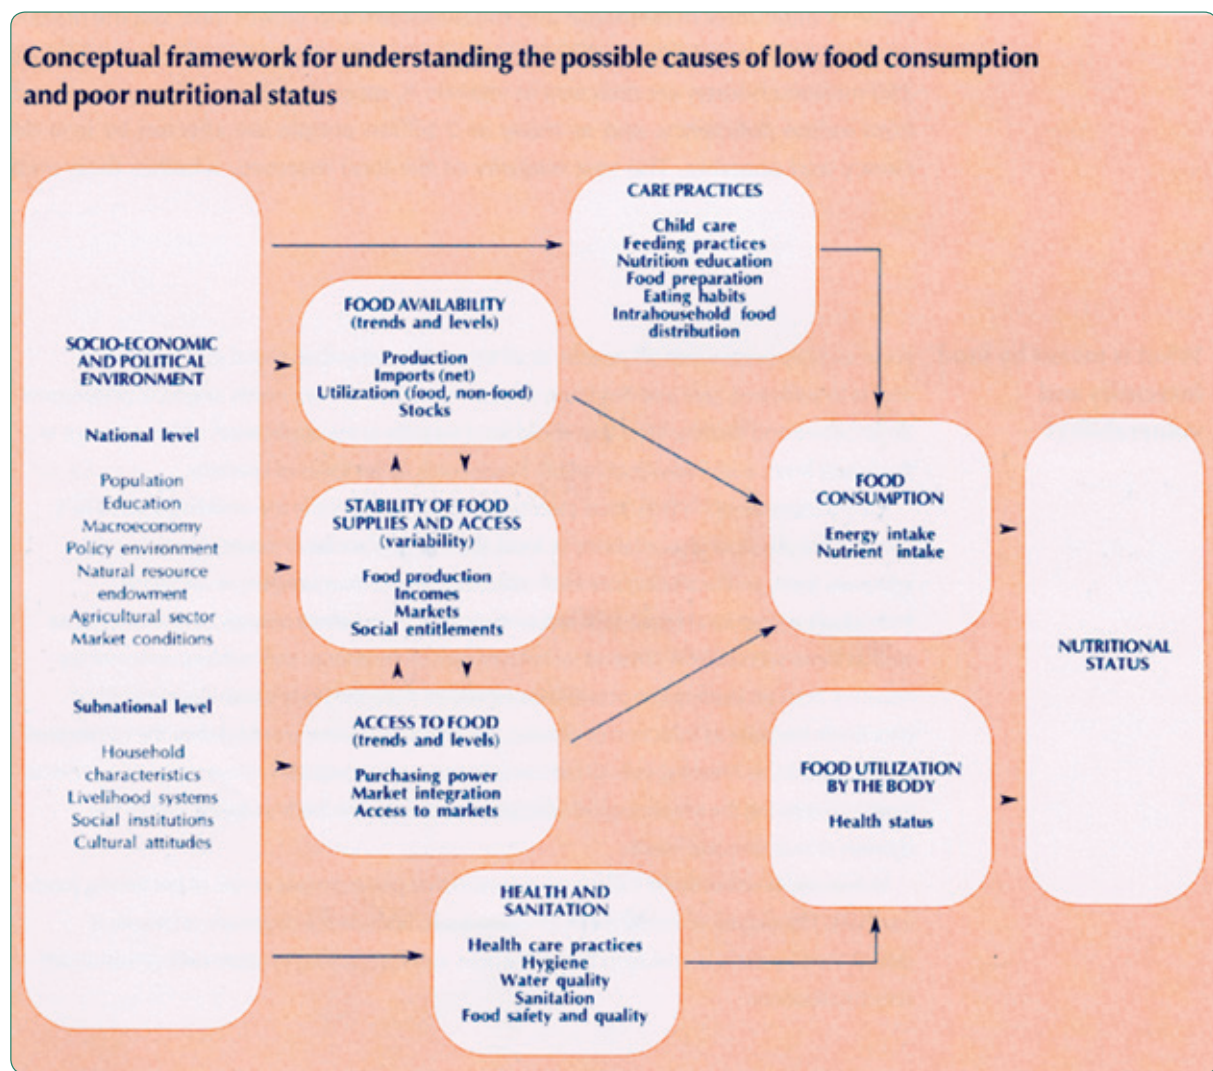 Conceptual framework for understanding the possible causes of low food consumption
and poor nutritional status
SOCIO-ECONOMIC
AND POLITICAL
ENVIRONMENT
National level
Population
Education
Macroeconomy
Policy environment
Natural resource
endowment
Agricultural sector
Market conditions
Subnational level
Household
characteristics
Livelihood systems
Social institutions
Cultural attitudes
CARE PRACTICES
Child care
Feeding practices
Nutrition education
Food preparation
Eating habits
Intrahousehold food
distribution
FOOD AVAILABILITY
(trends and levels)
Production
Imports (net)
Utilization (food, non-food)
Stocks
STABILITY OF FOOD
SUPPLIES AND ACCESS
(variability)
Food production
Incomes
Markets
Social entitlements
ACCESS TO FOOD
(trends and levels)
Purchasing power
Market integration
Access to markets
HEALTH AND
SANITATION
Health care practices
Hygiene
Water quality
Sanitation
Food safety and quality
FOOD
CONSUMPTION
Energy intake
Nutrient intake
FOOD UTILIZATION
BY THE BODY
Health status
NUTRITIONAL
STATUS